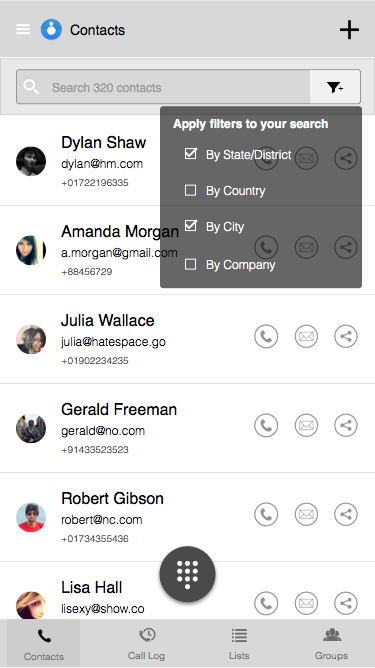 Contacts
Search 320 contacts
Apply filters to your search
By State/District
By Country
By City
By Company
Dylan Shaw
dylan@hm.com
+01722196335
Amanda Morgan
a.morgan@gmail.com
+88456729
Julia Wallace
julia@hatespace.go
+01902234235
Gerald Freeman
gerald@no.com
+91433523523
Robert Gibson
robert@nc.com
+01734355436
Lisa Hall
lisexy@show.co
Contacts
Call Log
Lists
Groups